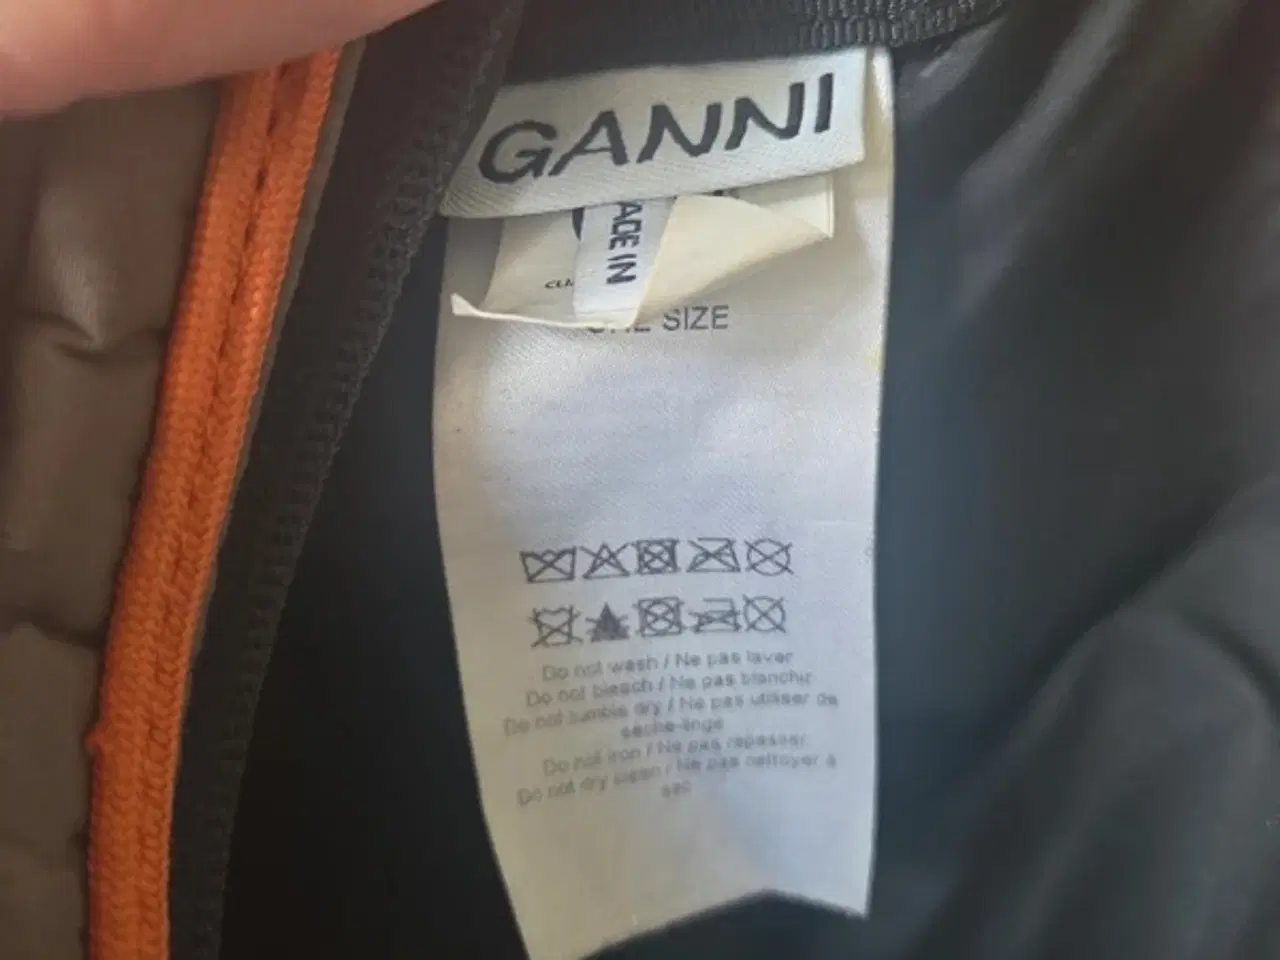 GANNI
ADE IN
SIZE
Do not wash / Ne pas laver
Do not bleach / Ne pas blanchir
Do not tumble dry / Ne pas utiliser de
seche-linge
Do not iron / Ne pas repasser
Do not dry clean / Ne pas nettoyer à
sec